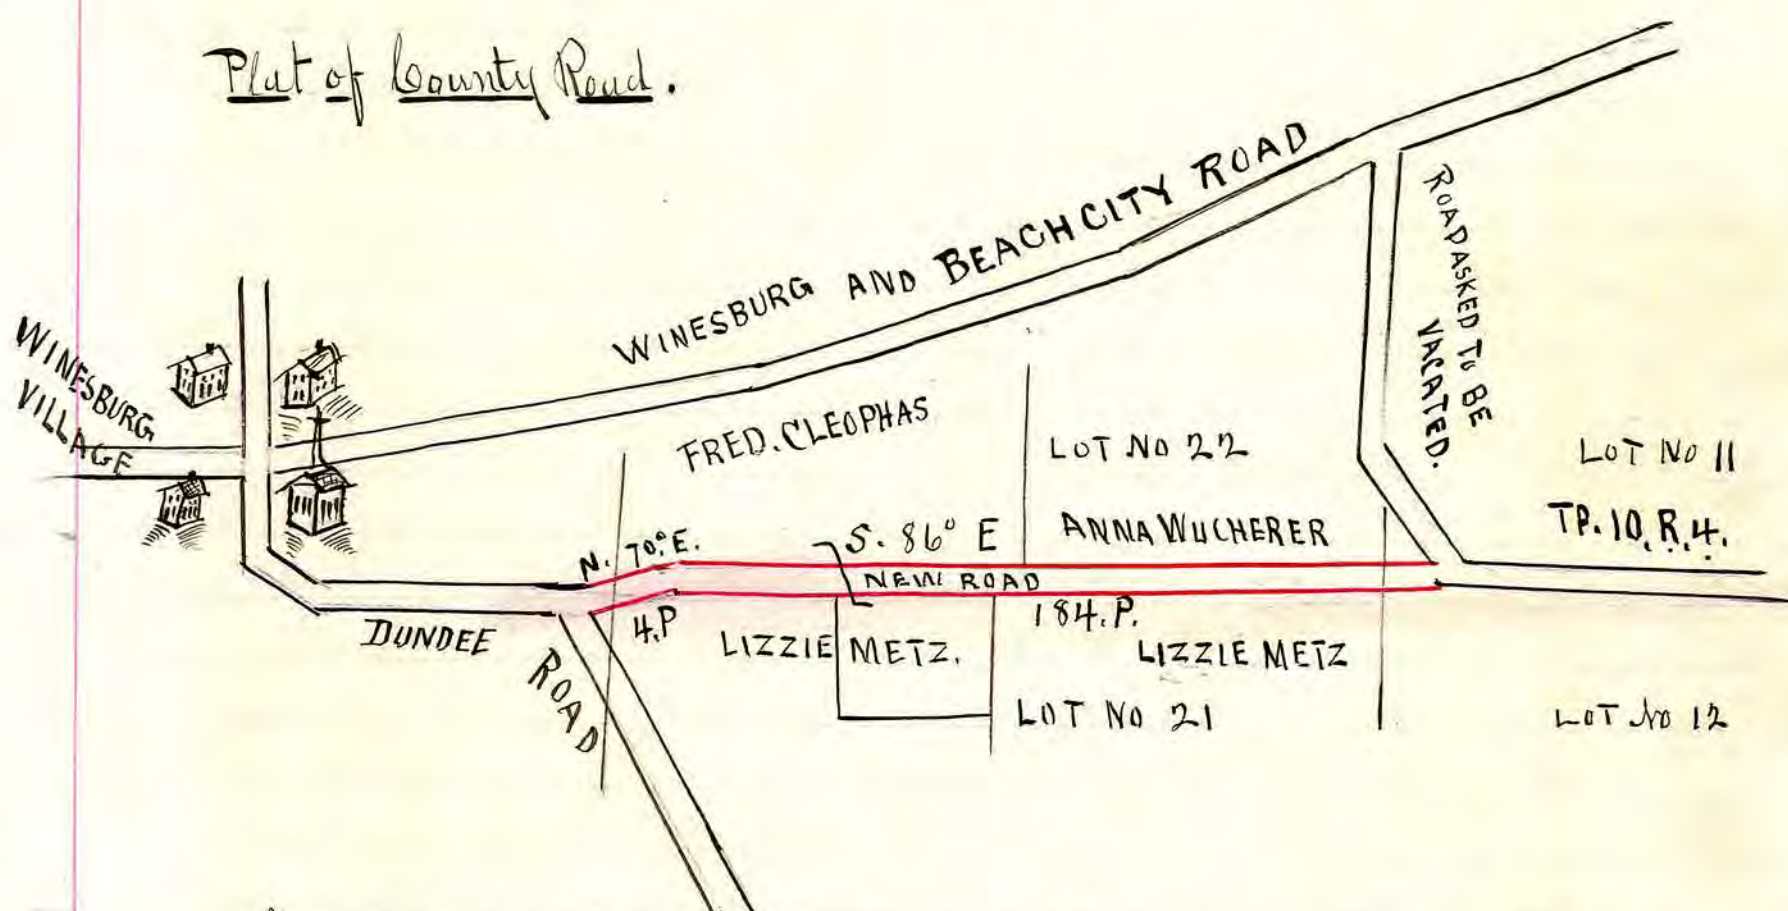 Plat of County Road.
WINESBURG AND BEACH CITY ROAD
ROAD ASKED TO BE
VACATED.
WINESBURG
VILLAGE
FRED. CLEOPHAS
LOT NO 22
LOT NO 11
ANNA WUCHERER
TP. 10. R. 4.
N. 70.° E.
S. 86° E
NEW ROAD
4.P
184.P.
DUNDEE
ROAD
LIZZIE METZ.
LIZZIE METZ
LOT NO 21
LOT NO 12